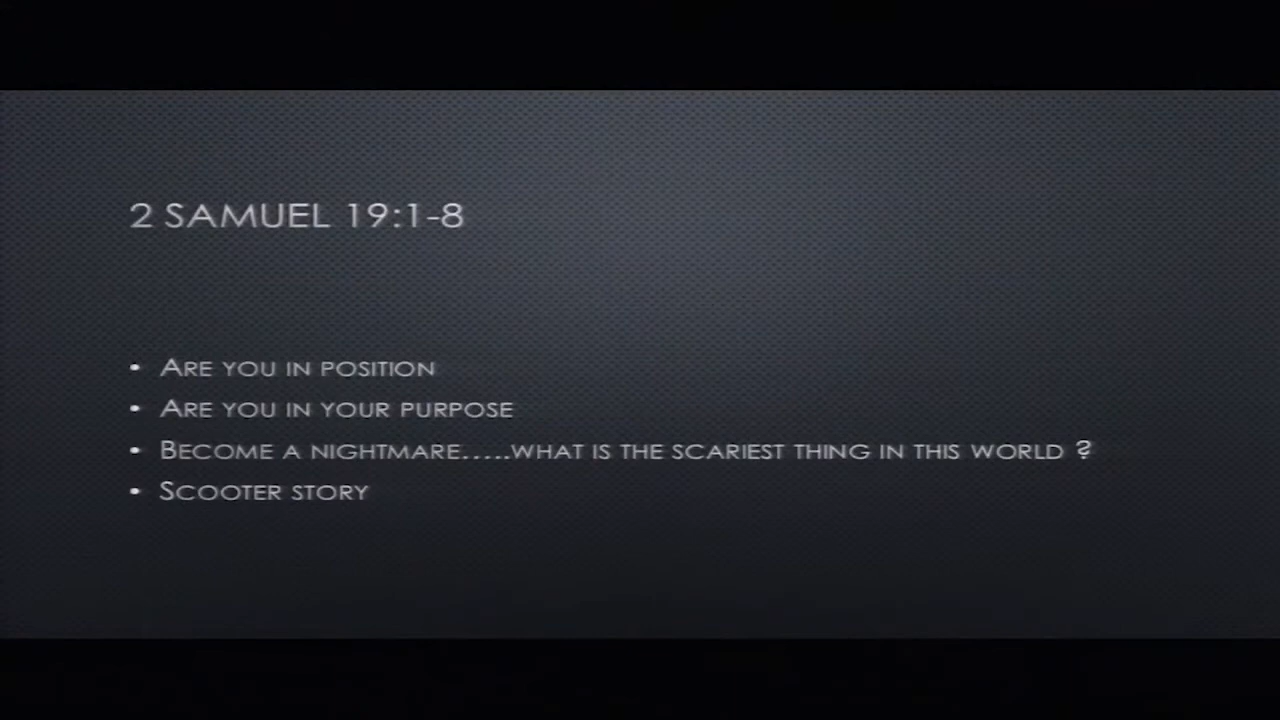 2 SAMUEL 19:1-8
• ARE YOU IN POSITION
• ARE YOU IN YOUR PURPOSE
• BECOME A NIGHTMARE.....WHAT IS THE SCARIEST THING IN THIS WORLD ?
• SCOOTER STORY